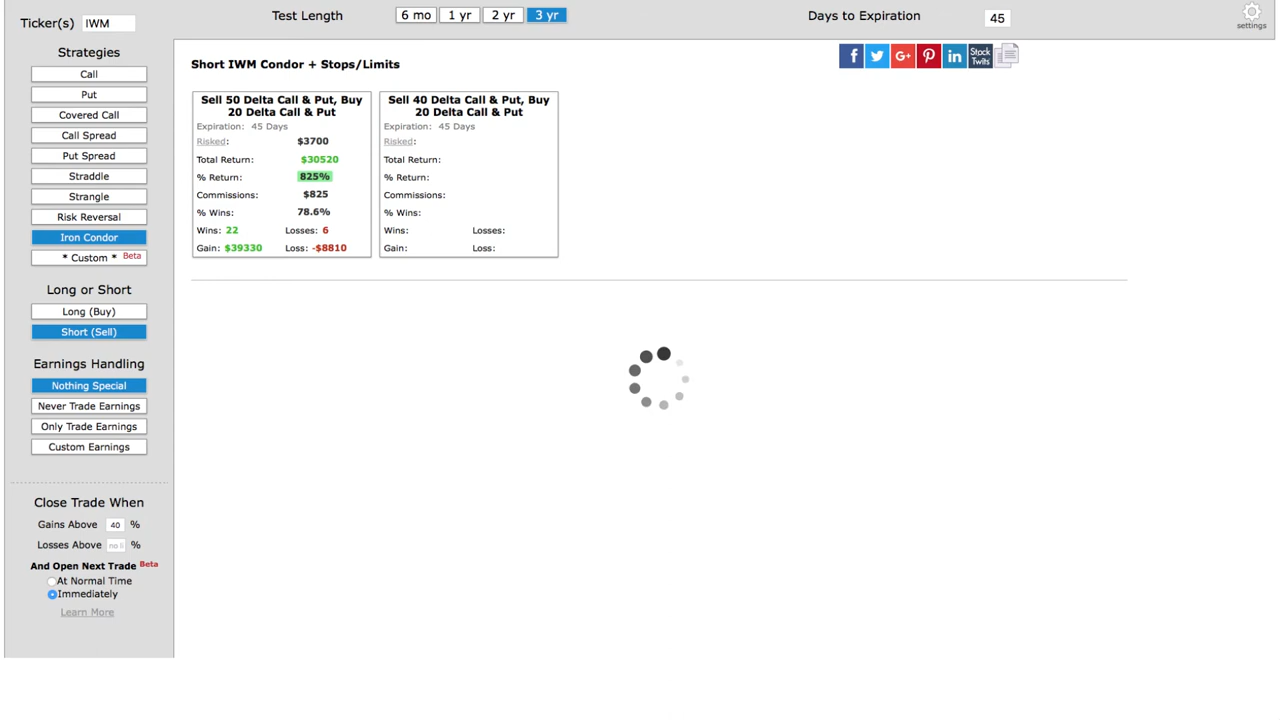 Ticker(s) IWM
Test Length 6 mo 1 yr 2 yr 3 yr
Days to Expiration 45
settings
Strategies
Call
Put
Covered Call
Call Spread
Put Spread
Straddle
Strangle
Risk Reversal
Iron Condor
* Custom * Beta
Long or Short
Long (Buy)
Short (Sell)
Earnings Handling
Nothing Special
Never Trade Earnings
Only Trade Earnings
Custom Earnings
Close Trade When
Gains Above 40 %
Losses Above no l %
And Open Next Trade Beta
At Normal Time
Immediately
Learn More
Short IWM Condor + Stops/Limits
f G+ in Stock
Twits
Sell 50 Delta Call & Put, Buy
20 Delta Call & Put
Expiration: 45 Days
Risked: $3700
Total Return: $30520
% Return: 825%
Commissions: $825
% Wins: 78.6%
Wins: 22 Losses: 6
Gain: $39330 Loss: -$8810
Sell 40 Delta Call & Put, Buy
20 Delta Call & Put
Expiration: 45 Days
Risked:
Total Return:
% Return:
Commissions:
% Wins:
Wins: Losses:
Gain: Loss: